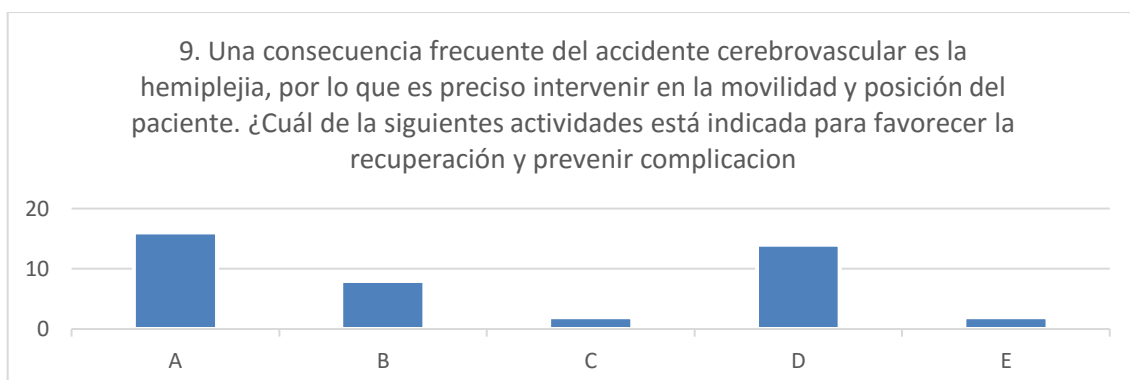 9. Una consecuencia frecuente del accidente cerebrovascular es la
hemiplejia, por lo que es preciso intervenir en la movilidad y posición del
paciente. ¿Cuál de la siguientes actividades está indicada para favorecer la
recuperación y prevenir complicacion
20
10
0
A B C D E